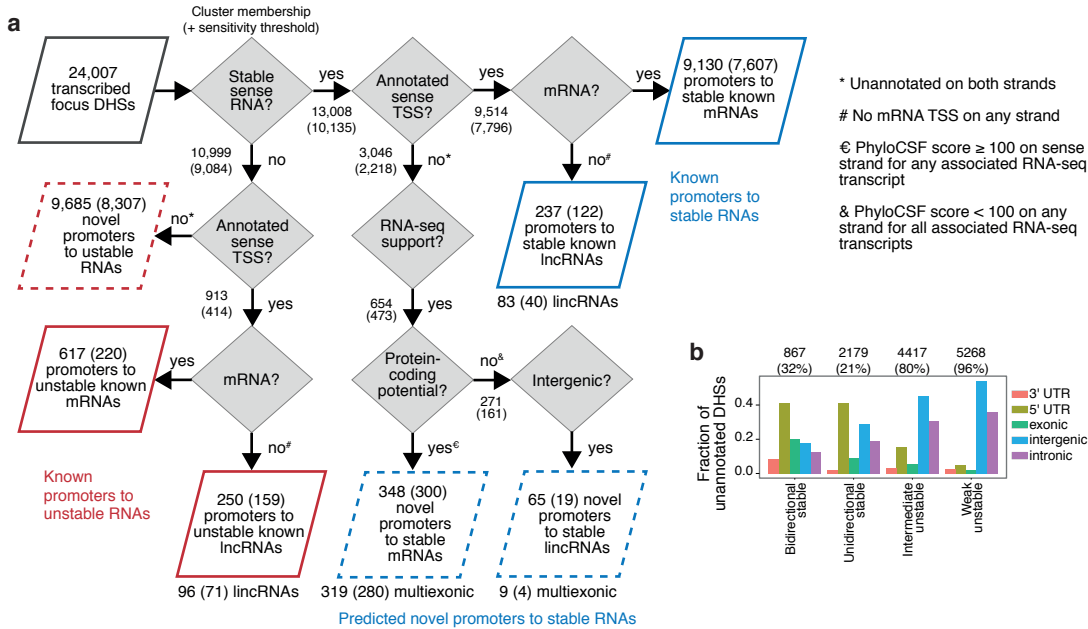 a
Cluster membership
(+ sensitivity threshold)
24,007
transcribed
focus DHSs
Stable
sense
RNA?
yes
13,008
(10,135)
Annotated
sense
TSS?
yes
9,514
(7,796)
mRNA?
yes
9,130 (7,607)
promoters to
stable known
mRNAs
* Unannotated on both strands
# No mRNA TSS on any strand
€ PhyloCSF score ≥ 100 on sense
strand for any associated RNA-seq
transcript
& PhyloCSF score < 100 on any
strand for all associated RNA-seq
transcripts
10,999
(9,084)
no
3,046
(2,218)
no*
no#
Known
promoters to
stable RNAs
9,685 (8,307)
novel
promoters
to ustable
RNAs
no*
Annotated
sense
TSS?
RNA-seq
support?
237 (122)
promoters to
stable known
lncRNAs
83 (40) lincRNAs
913
(414)
yes
654
(473)
yes
617 (220)
promoters to
unstable known
mRNAs
yes
mRNA?
Protein-
coding
potential?
no&
271
(161)
Intergenic?
no#
yes€
yes
Known
promoters to
unstable RNAs
250 (159)
promoters to
unstable known
lncRNAs
96 (71) lincRNAs
348 (300)
novel
promoters
to stable
mRNAs
319 (280) multiexonic
65 (19) novel
promoters
to stable
lincRNAs
9 (4) multiexonic
Predicted novel promoters to stable RNAs
b
867 2179 4417 5268
(32%) (21%) (80%) (96%)
Fraction of
unannotated DHSs
0.4
0.2
0.0
3' UTR
5' UTR
exonic
intergenic
intronic
Bidirectional
stable
Unidirectional
stable
Intermediate
unstable
Weak
unstable